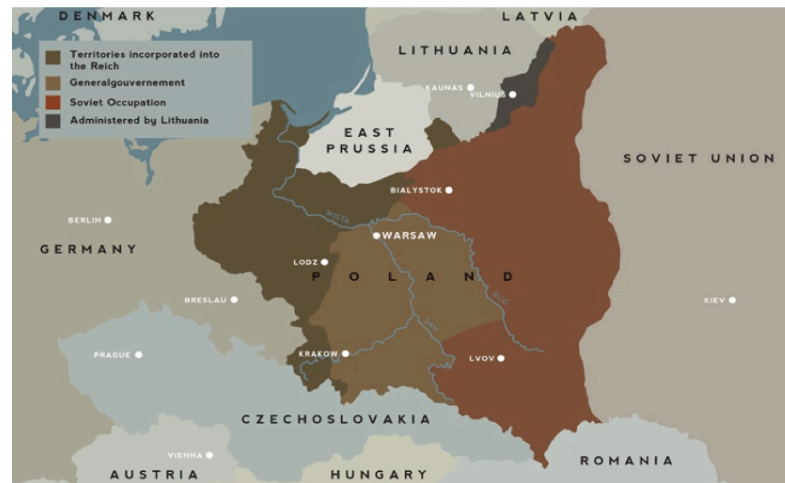 DENMARK
LATVIA
Territories incorporated into
the Reich
Generalgouvernement
Soviet Occupation
Administered by Lithuania
LITHUANIA
KAUNAS
VILNIUS
EAST
PRUSSIA
SOVIET UNION
BIALYSTOK
WISTA
BERLIN
WARSAW
GERMANY
LODZ
POLAND
BUG
BRESLAU
KIEV
SAN
PRAGUE
KRAKOW
LVOV
CZECHOSLOVAKIA
VIENNA
ROMANIA
AUSTRIA
HUNGARY